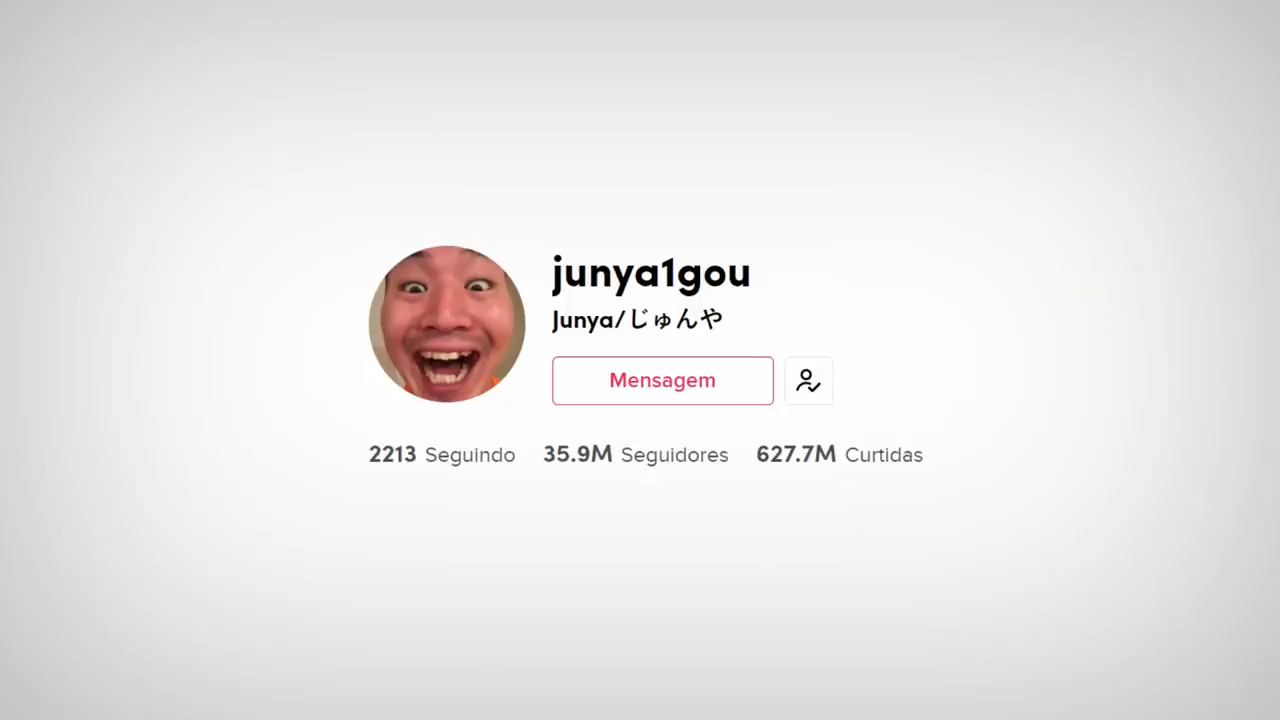 junya1gou
Junya/じゅんや
Mensagem
2213 Seguindo 35.9M Seguidores 627.7M Curtidas